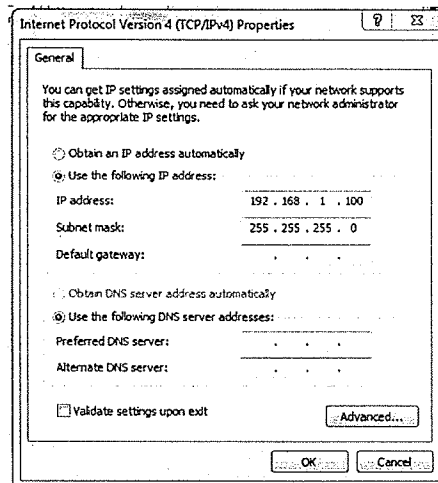 Internet Protocol Version 4 (TCP/IPv4) Properties
General
You can get IP settings assigned automatically if your network supports
this capability. Otherwise, you need to ask your network administrator
for the appropriate IP settings.
Obtain an IP address automatically
Use the following IP address:
IP address: 192 . 168 . 1 . 100
Subnet mask: 255 . 255 . 255 . 0
Default gateway: . . .
Obtain DNS server address automatically
Use the following DNS server addresses:
Preferred DNS server: . . .
Alternate DNS server: . . .
Validate settings upon exit
Advanced...
OK Cancel